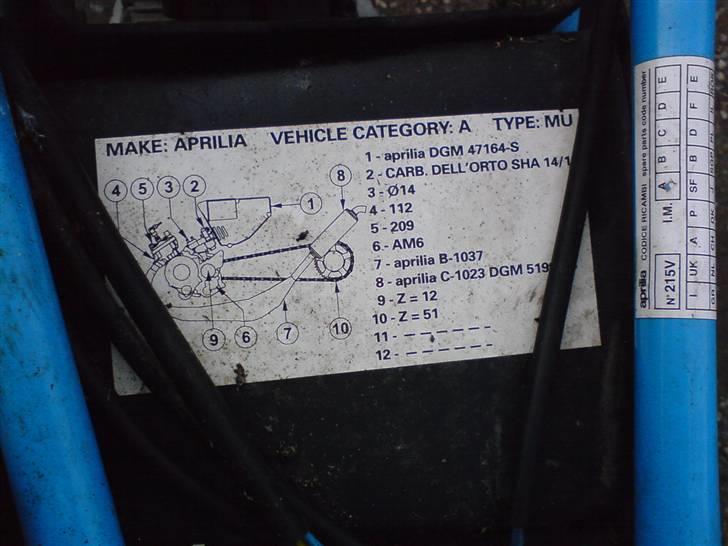 MAKE: APRILIA VEHICLE CATEGORY: A TYPE: MU
1 - aprilia DGM 47164-S
2 - CARB. DELL'ORTO SHA 14/1
3 - Ø14
4 - 112
5 - 209
6 - AM6
7 - aprilia B-1037
8 - aprilia C-1023 DGM 519
9 - Z = 12
10 - Z = 51
11 - – – – – – – –
12 - – – – – – – –
4 5 3 2 1 8
9 6 7 10
aprilia CODICE RICAMBI spare parts code number
N° 215V I.M. A B C D E
I UK A P SF B D F E